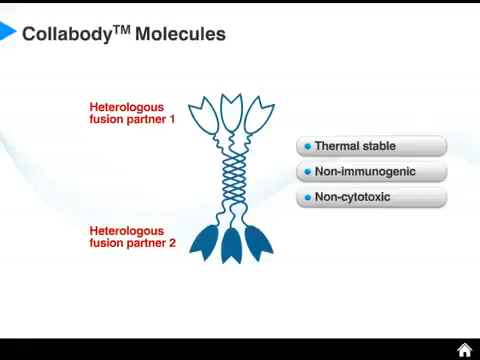 Collabody™ Molecules
Heterologous
fusion partner 1
Thermal stable
Non-immunogenic
Non-cytotoxic
Heterologous
fusion partner 2